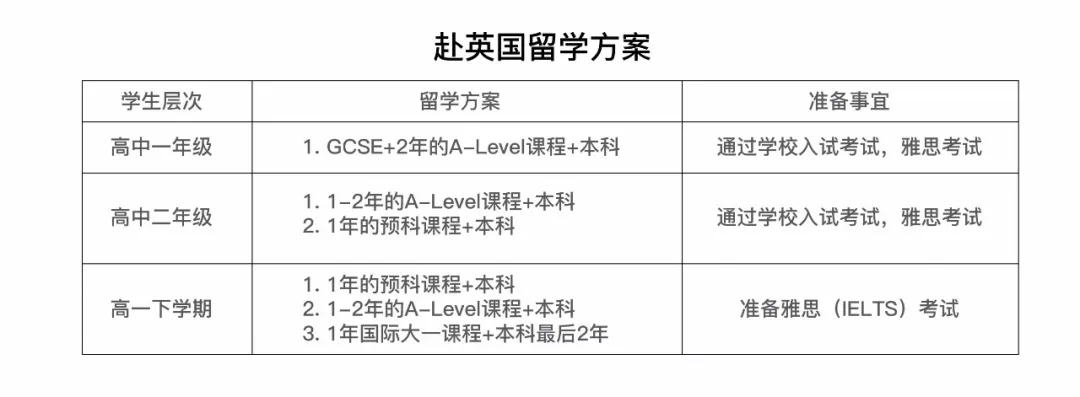 赴英国留学方案
学生层次 留学方案 准备事宜
高中一年级 1. GCSE+2年的A-Level课程+本科 通过学校入试考试，雅思考试
高中二年级
1. 1-2年的A-Level课程+本科
2. 1年的预科课程+本科
通过学校入试考试，雅思考试
高一下学期
1. 1年的预科课程+本科
2. 1-2年的A-Level课程+本科
3. 1年国际大一课程+本科最后2年
准备雅思（IELTS）考试